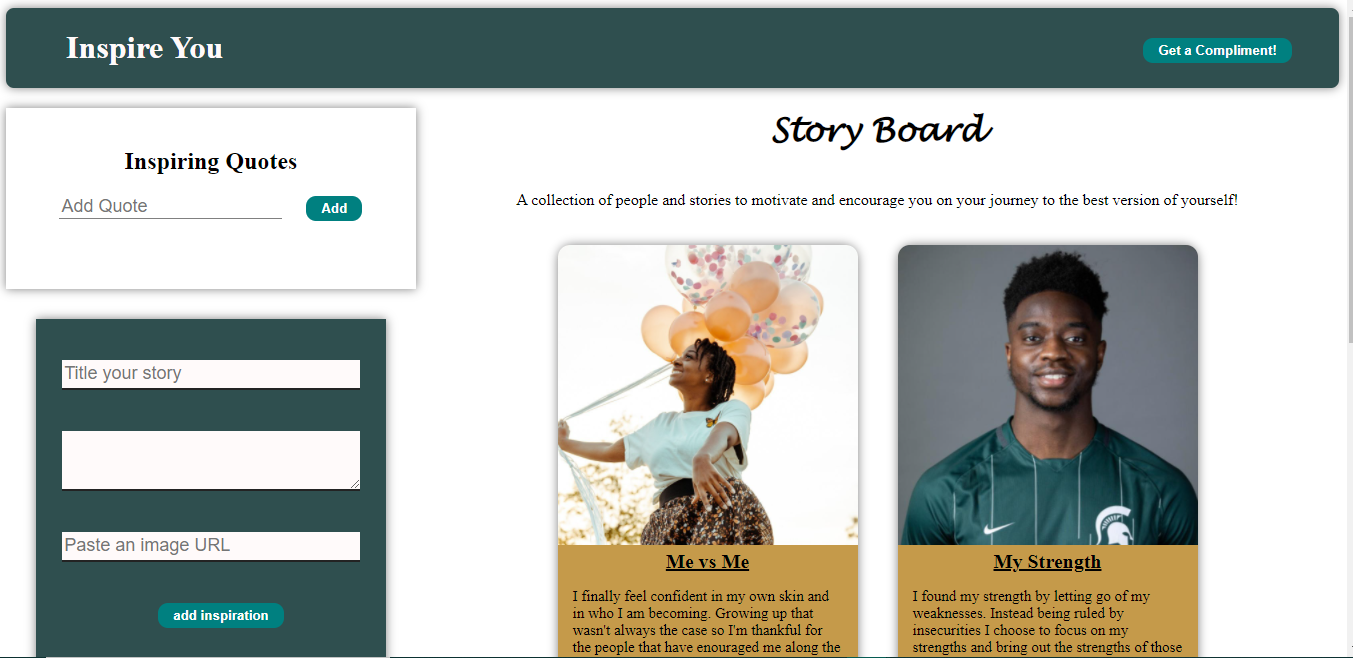 Inspire You
Get a Compliment!
Inspiring Quotes
Add Quote
Add
Title your story
Paste an image URL
add inspiration
Story Board
A collection of people and stories to motivate and encourage you on your journey to the best version of yourself!
Me vs Me
I finally feel confident in my own skin and
in who I am becoming. Growing up that
wasn't always the case so I'm thankful for
the people that have enouraged me along the
My Strength
I found my strength by letting go of my
weaknesses. Instead being ruled by
insecurities I choose to focus on my
strengths and bring out the strengths of those